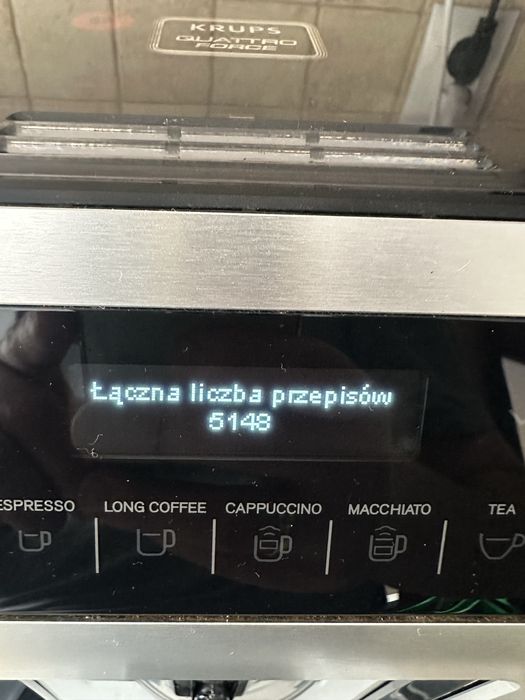 KRUPS
QUATTRO
FORCE
Łączna liczba przepisów
5148
ESPRESSO
LONG COFFEE
CAPPUCCINO
MACCHIATO
TEA